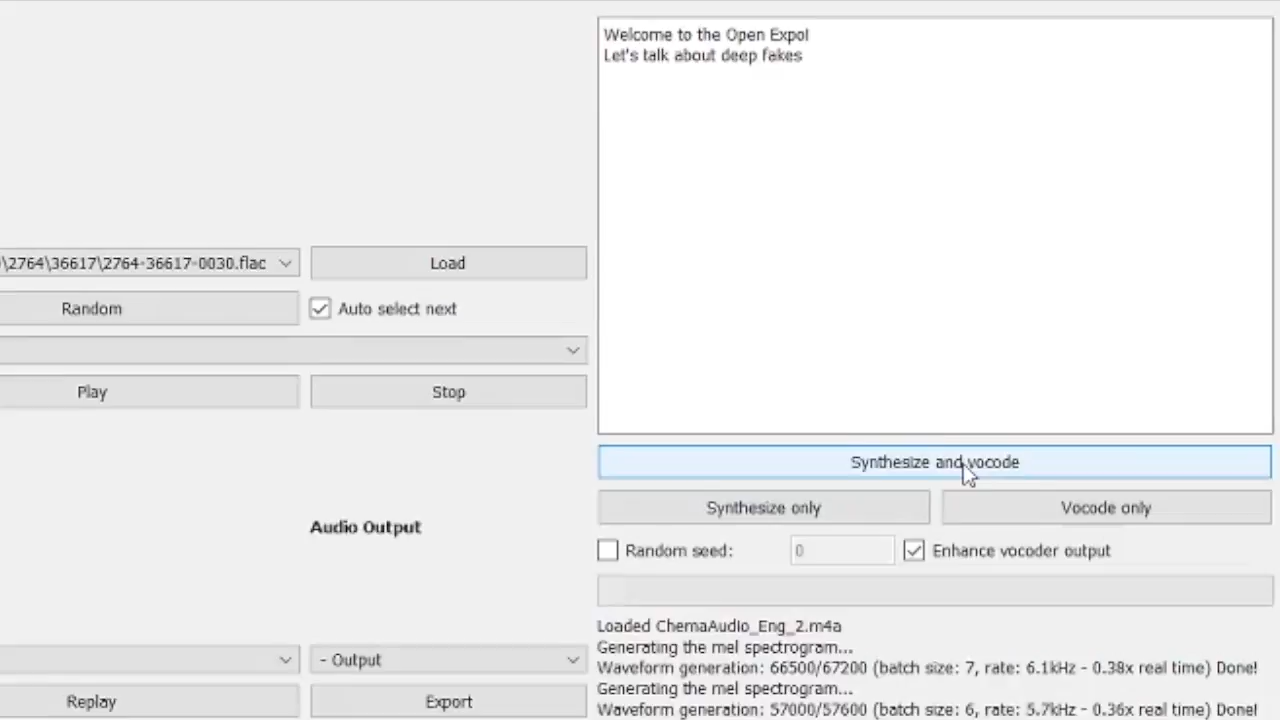 Welcome to the Open Expo!
Let's talk about deep fakes
\2764\36617\2764-36617-0030.flac
Load
Random
Auto select next
Play
Stop
Synthesize and vocode
Synthesize only
Vocode only
Audio Output
Random seed:
0
Enhance vocoder output
Loaded ChemaAudio_Eng_2.m4a
Generating the mel spectrogram...
- Output
Waveform generation: 66500/67200 (batch size: 7, rate: 6.1kHz - 0.38x real time) Done!
Generating the mel spectrogram...
Replay
Export
Waveform generation: 57000/57600 (batch size: 6, rate: 5.7kHz - 0.36x real time) Done!